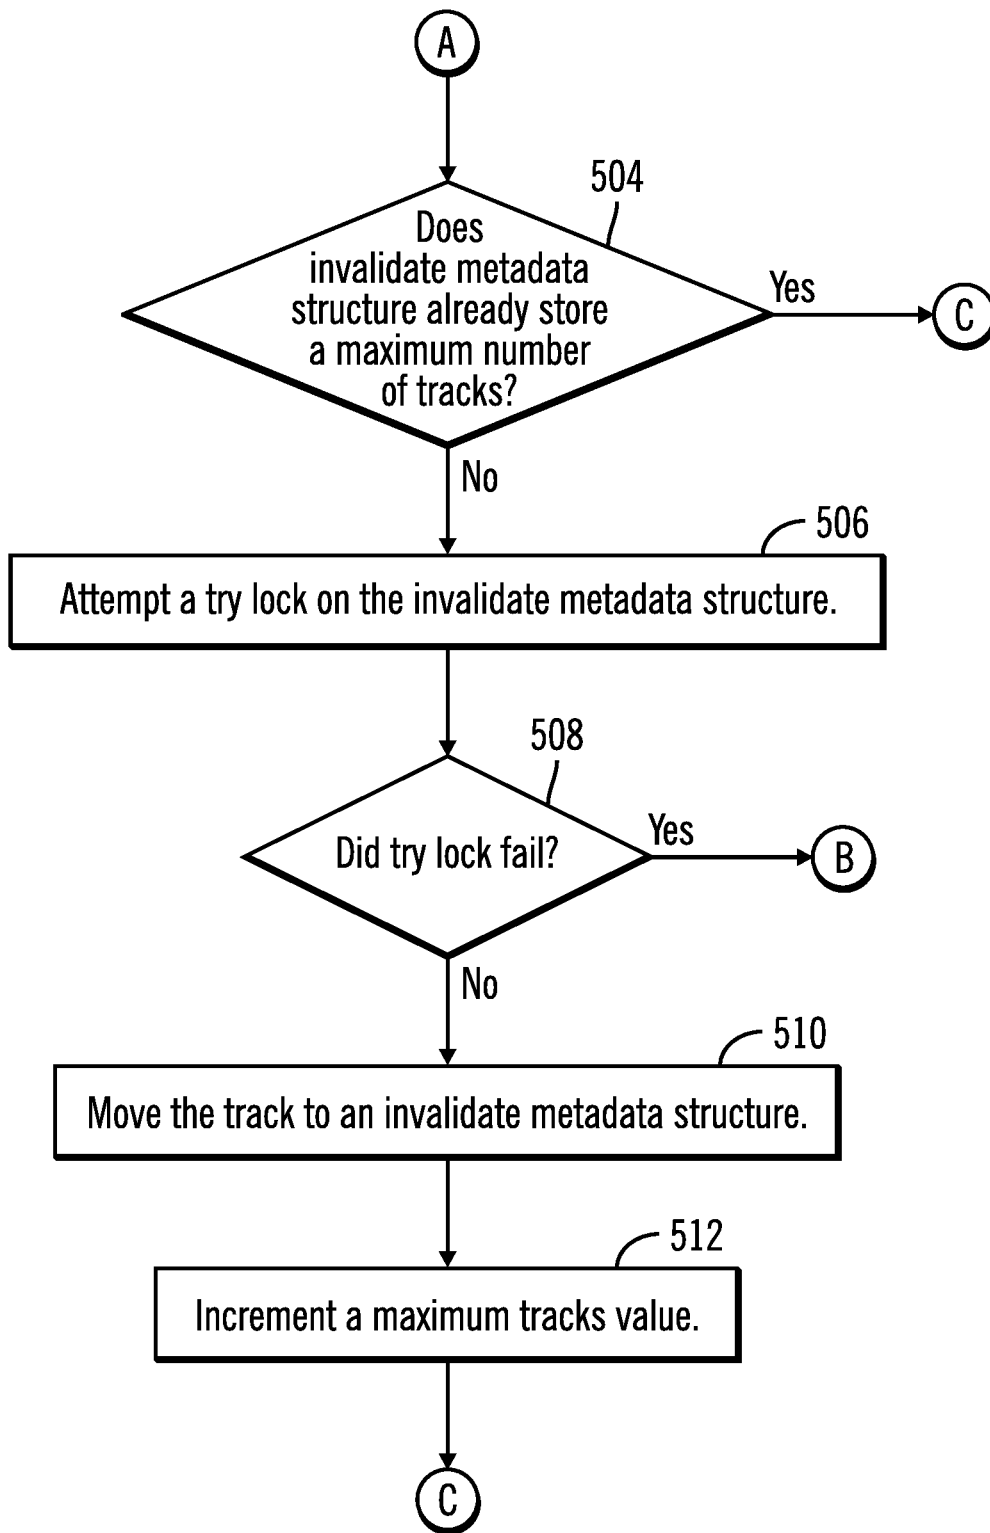 A
504
Does
invalidate metadata
structure already store
a maximum number
of tracks?
Yes
C
No
506
Attempt a try lock on the invalidate metadata structure.
508
Did try lock fail?
Yes
B
No
510
Move the track to an invalidate metadata structure.
512
Increment a maximum tracks value.
C